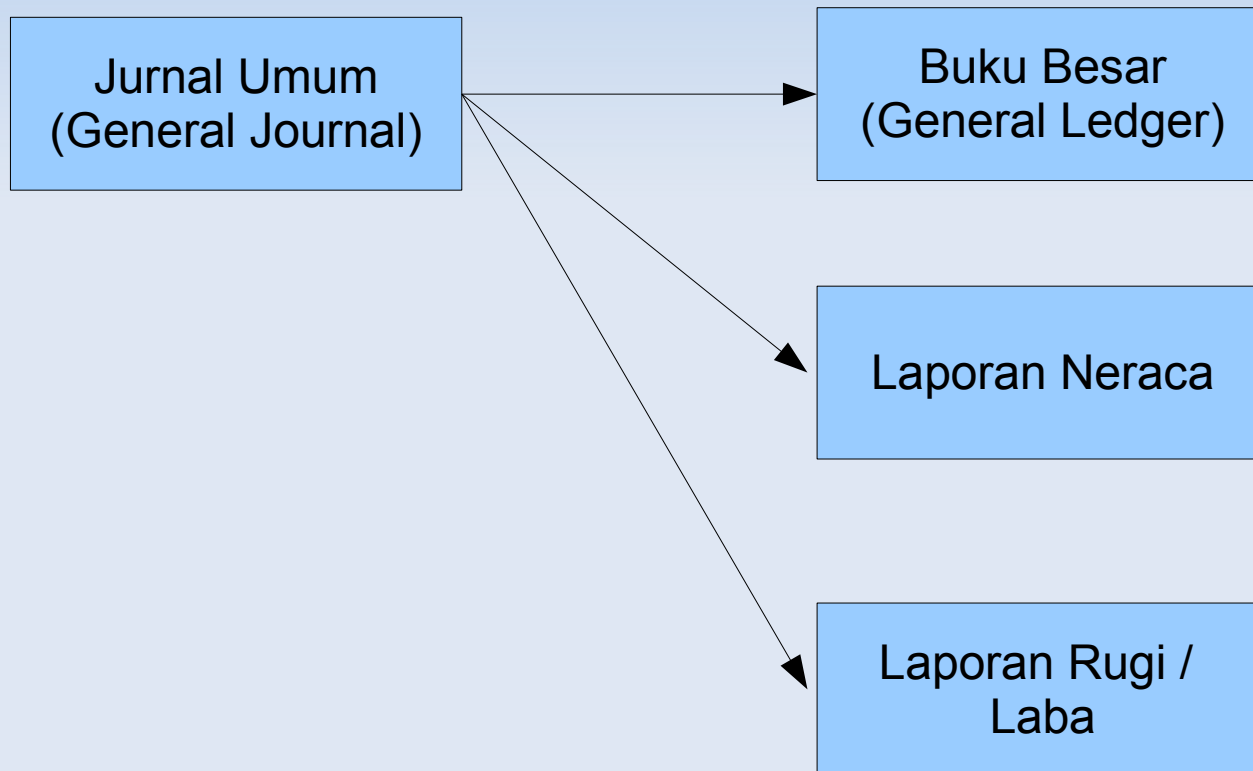 Jurnal Umum
(General Journal)
Buku Besar
(General Ledger)
Laporan Neraca
Laporan Rugi /
Laba